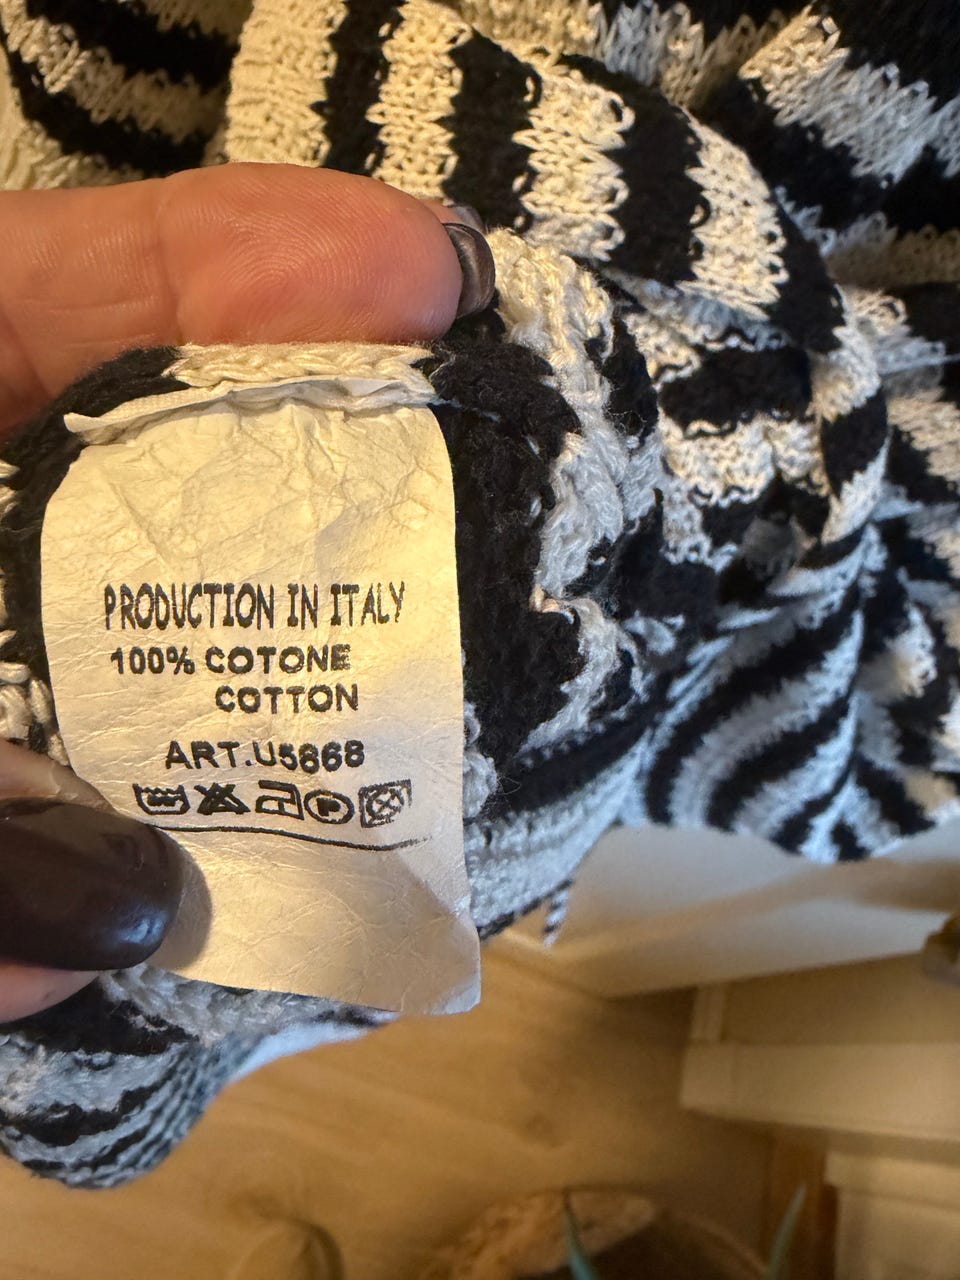 PRODUCTION IN ITALY
100% COTONE
COTTON
ART.U5868
P